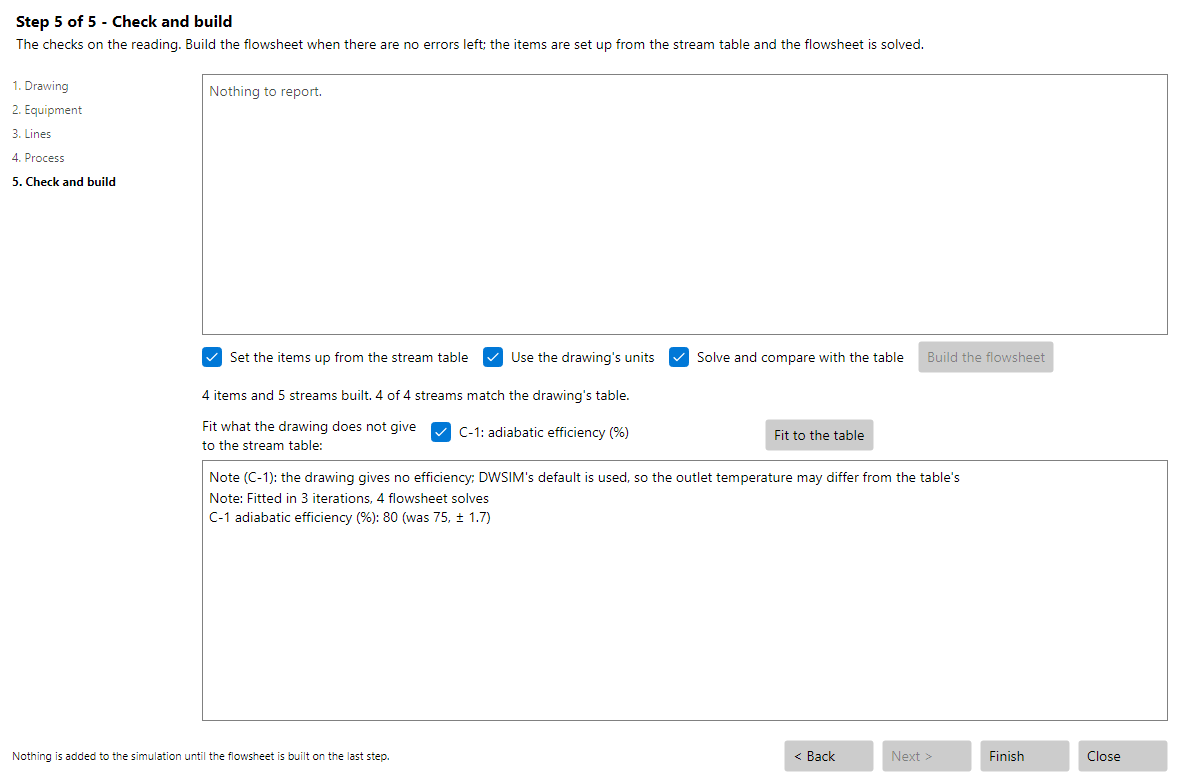 Step 5 of 5 - Check and build
The checks on the reading. Build the flowsheet when there are no errors left; the items are set up from the stream table and the flowsheet is solved.
1. Drawing
2. Equipment
3. Lines
4. Process
5. Check and build
Nothing to report.
Set the items up from the stream table
Use the drawing's units
Solve and compare with the table
Build the flowsheet
4 items and 5 streams built. 4 of 4 streams match the drawing's table.
Fit what the drawing does not give
to the stream table:
C-1: adiabatic efficiency (%)
Fit to the table
Note (C-1): the drawing gives no efficiency; DWSIM's default is used, so the outlet temperature may differ from the table's
Note: Fitted in 3 iterations, 4 flowsheet solves
C-1 adiabatic efficiency (%): 80 (was 75, ± 1.7)
Nothing is added to the simulation until the flowsheet is built on the last step.
< Back
Next >
Finish
Close